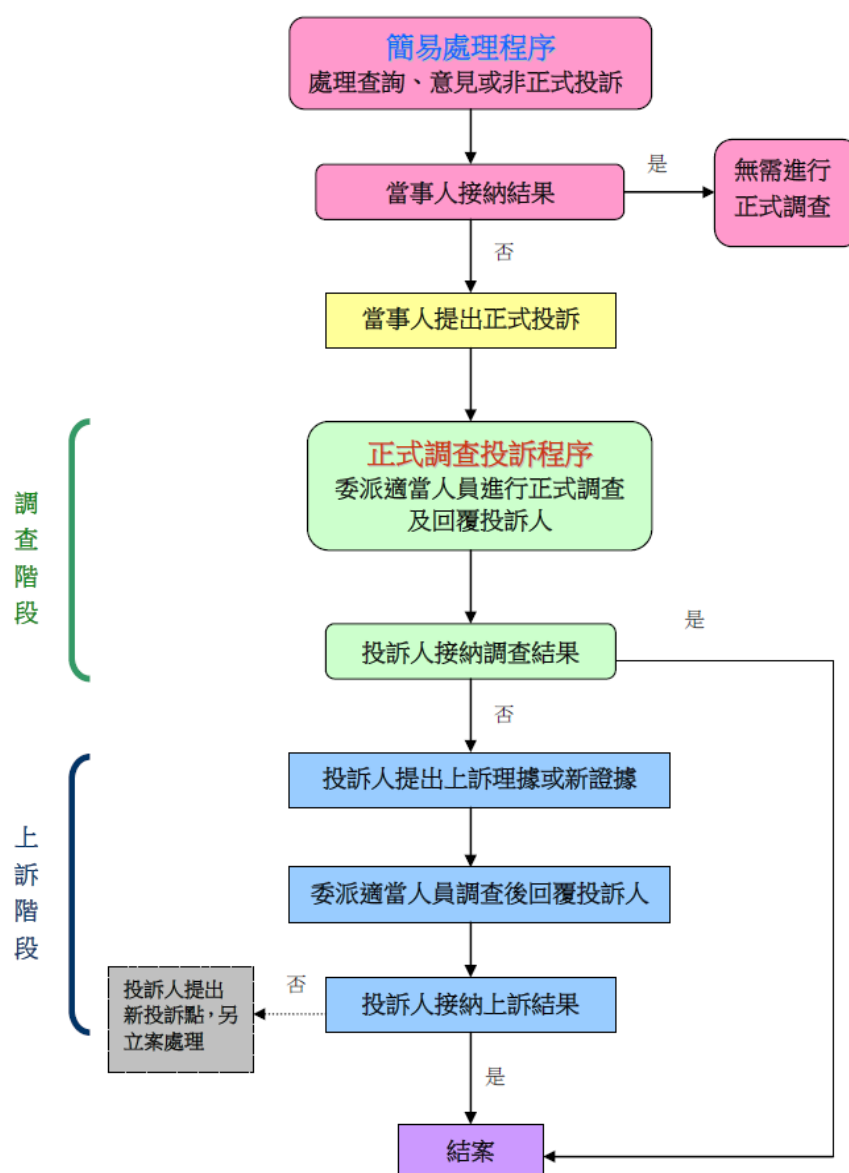 簡易處理程序
處理查詢、意見或非正式投訴
是
無需進行
正式調查
當事人接納結果
否
當事人提出正式投訴
調查階段
正式調查投訴程序
委派適當人員進行正式調查
及回覆投訴人
是
投訴人接納調查結果
否
上訴階段
投訴人提出上訴理據或新證據
委派適當人員調查後回覆投訴人
投訴人提出
新投訴點，另
立案處理
否
投訴人接納上訴結果
是
結案